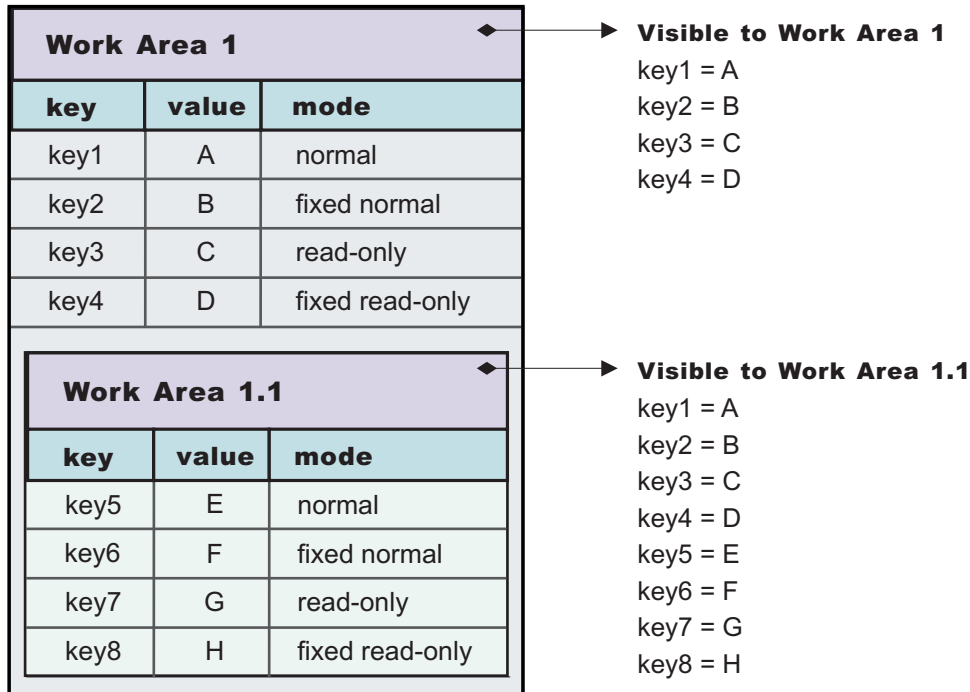 Work Area 1
key value mode
key1 A normal
key2 B fixed normal
key3 C read-only
key4 D fixed read-only
Visible to Work Area 1
key1 = A
key2 = B
key3 = C
key4 = D
Work Area 1.1
key value mode
key5 E normal
key6 F fixed normal
key7 G read-only
key8 H fixed read-only
Visible to Work Area 1.1
key1 = A
key2 = B
key3 = C
key4 = D
key5 = E
key6 = F
key7 = G
key8 = H